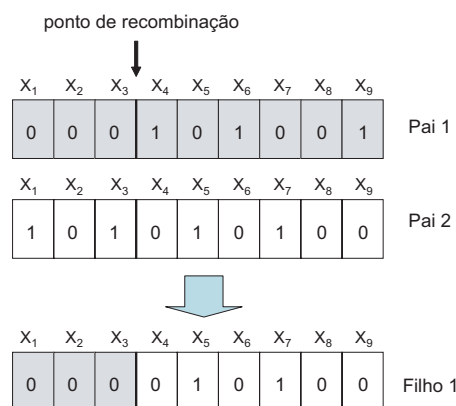 ponto de recombinação
X₁ X₂ X₃ X₄ X₅ X₆ X₇ X₈ X₉
0 0 0 1 0 1 0 0 1 Pai 1
X₁ X₂ X₃ X₄ X₅ X₆ X₇ X₈ X₉
1 0 1 0 1 0 1 0 0 Pai 2
X₁ X₂ X₃ X₄ X₅ X₆ X₇ X₈ X₉
0 0 0 0 1 0 1 0 0 Filho 1